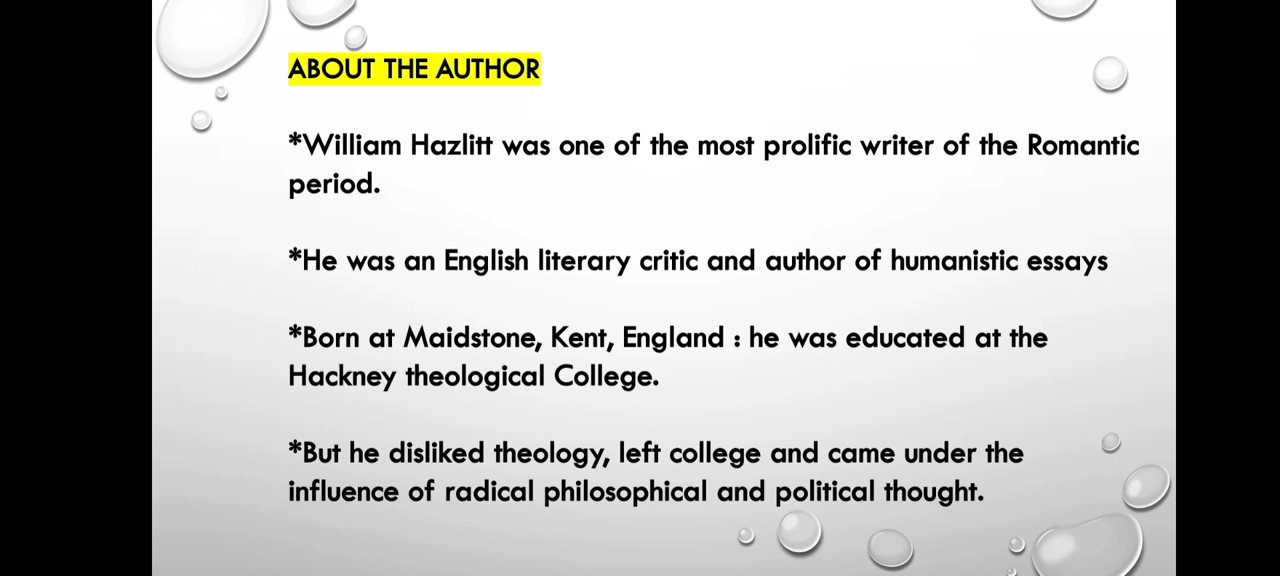 ABOUT THE AUTHOR
*William Hazlitt was one of the most prolific writer of the Romantic
period.
*He was an English literary critic and author of humanistic essays
*Born at Maidstone, Kent, England : he was educated at the
Hackney theological College.
*But he disliked theology, left college and came under the
influence of radical philosophical and political thought.